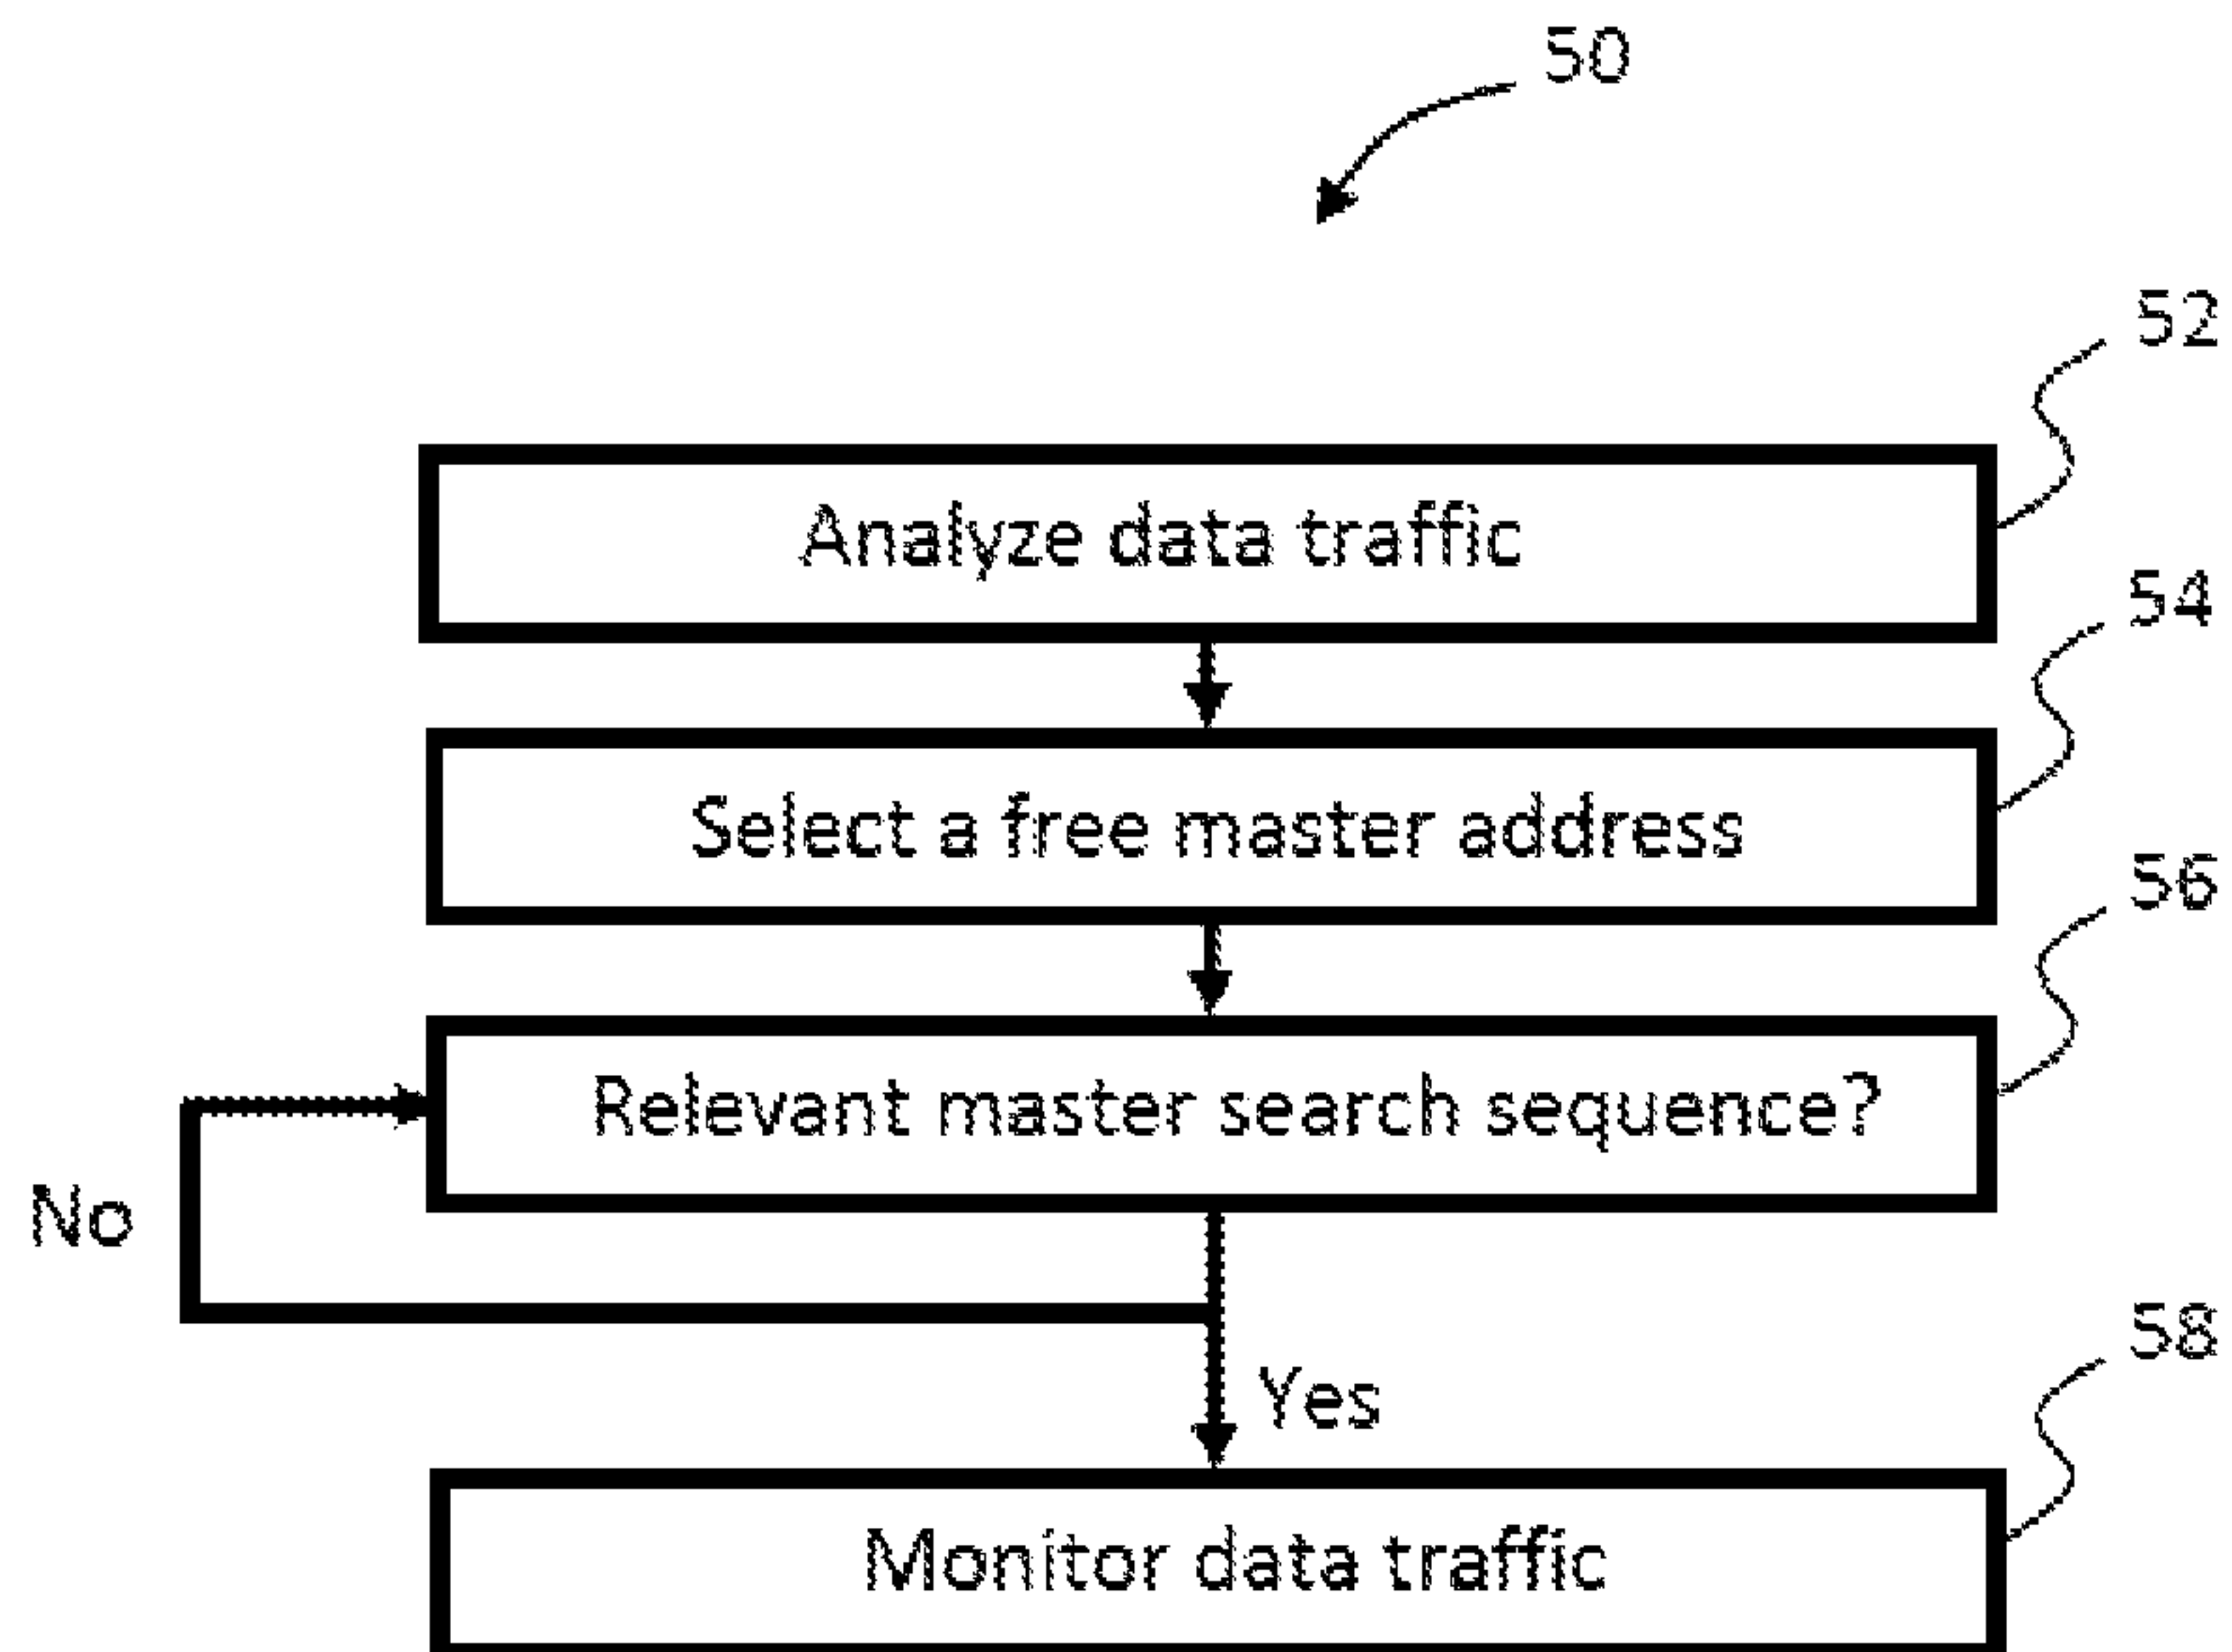 50
52
Analyze data traffic
54
Select a free master address
56
Relevant master search sequence?
No
58
Yes
Monitor data traffic